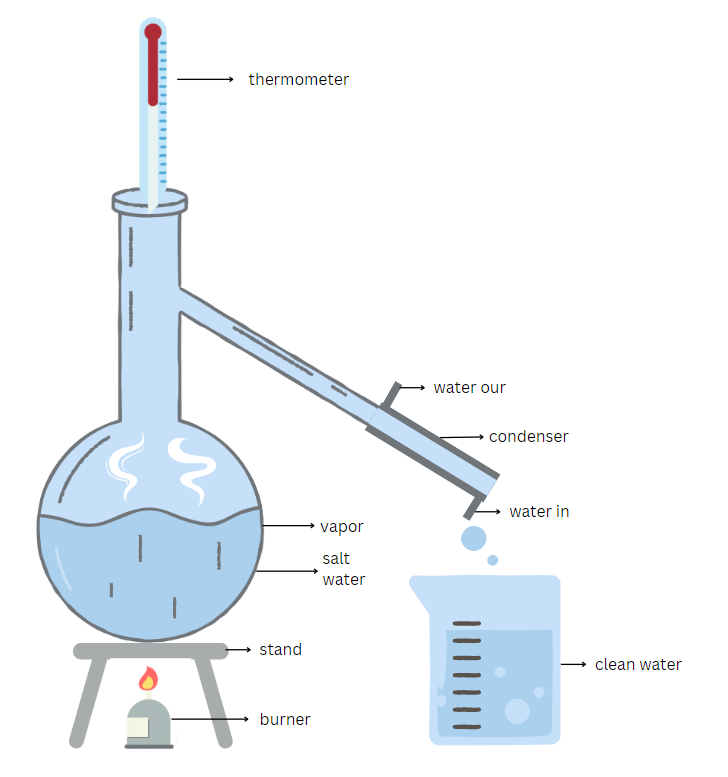 thermometer
water our
condenser
water in
vapor
salt
water
stand
clean water
burner